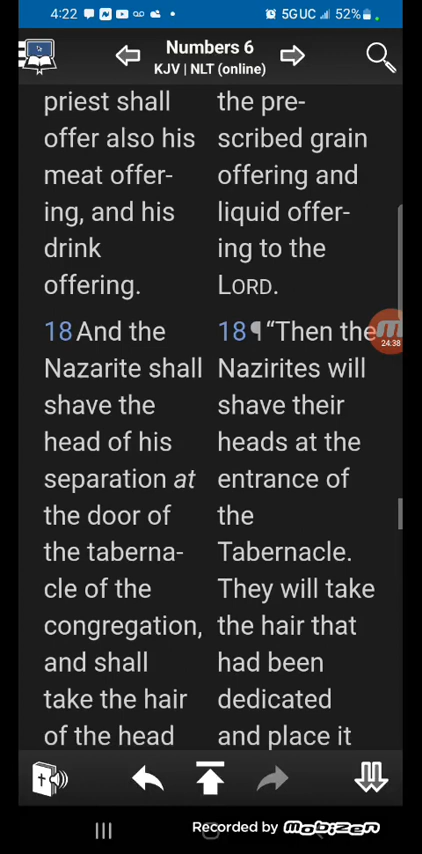 4:22 5GUC 52%
Numbers 6
KJV | NLT (online)
priest shall
offer also his
meat offer-
ing, and his
drink
offering.
18 And the
Nazarite shall
shave the
head of his
separation at
the door of
the taberna-
cle of the
congregation,
and shall
take the hair
of the head
the pre-
scribed grain
offering and
liquid offer-
ing to the
LORD.
18 ¶ “Then the
Nazirites will
shave their
heads at the
entrance of
the
Tabernacle.
They will take
the hair that
had been
dedicated
and place it
24:38
Recorded by mobizen